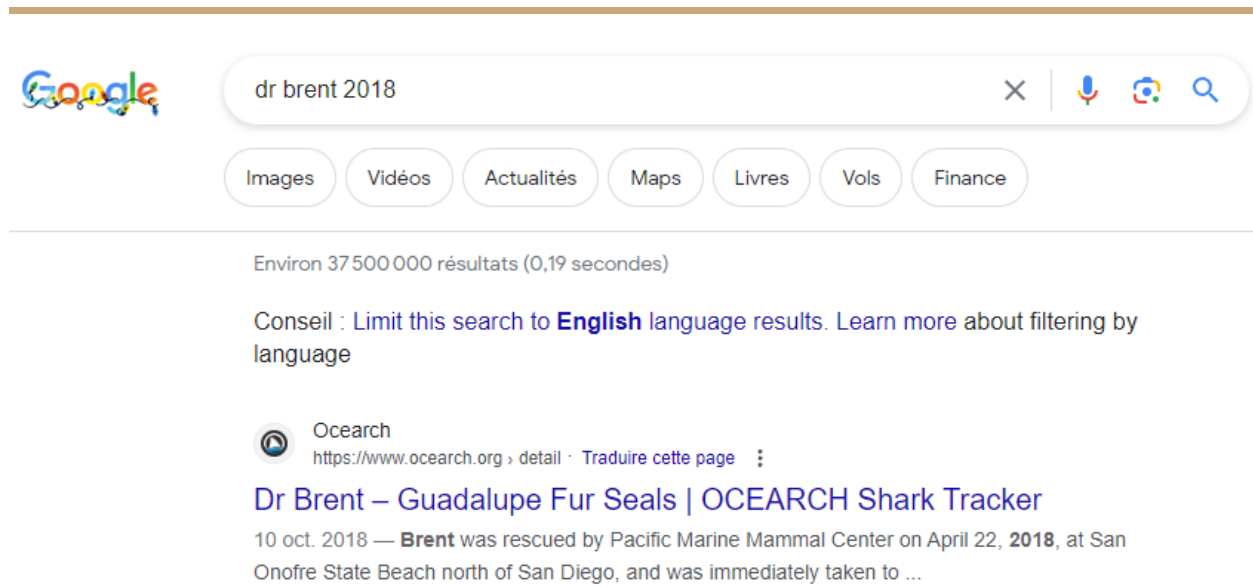 Google
dr brent 2018
Images Vidéos Actualités Maps Livres Vols Finance
Environ 37 500 000 résultats (0,19 secondes)
Conseil : Limit this search to English language results. Learn more about filtering by
language
Ocearch
https://www.ocearch.org › detail · Traduire cette page
Dr Brent – Guadalupe Fur Seals | OCEARCH Shark Tracker
10 oct. 2018 — Brent was rescued by Pacific Marine Mammal Center on April 22, 2018, at San
Onofre State Beach north of San Diego, and was immediately taken to ...